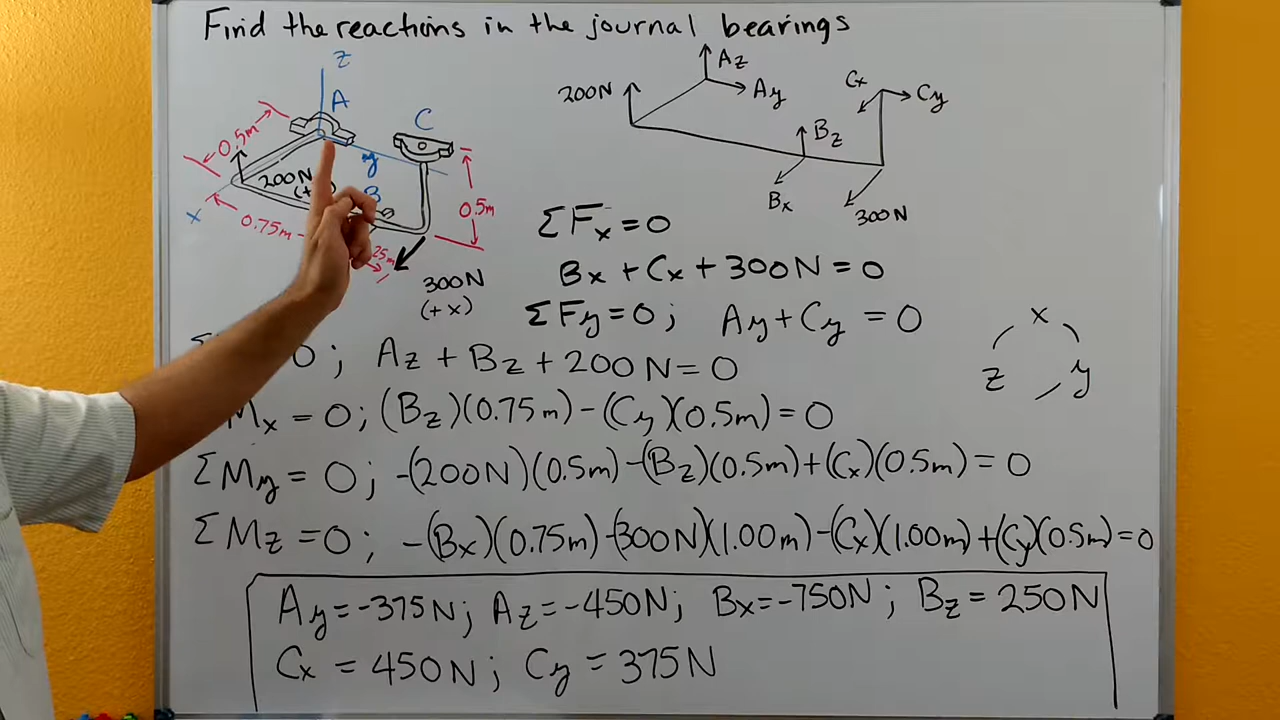 Find the reactions in the journal bearings
z
A
C
0.5m
y
200N
(+
B
x
0.75m
25m
0.5m
300N
(+x)
Az
200N
Ay
Cx
Cy
Bz
Bx
300N
ΣFx=0
Bx + Cx + 300N = 0
ΣFy=0; Ay + Cy = 0
0; Az + Bz + 200N = 0
Mx = 0; (Bz)(0.75m) - (Cy)(0.5m) = 0
ΣMy = 0; -(200N)(0.5m) - (Bz)(0.5m) + (Cx)(0.5m) = 0
ΣMz = 0; -(Bx)(0.75m) - (300N)(1.00m) - (Cx)(1.00m) + (Cy)(0.5m) = 0
x
z
y
Ay = -375N; Az = -450N; Bx = -750N; Bz = 250N
Cx = 450N; Cy = 375N